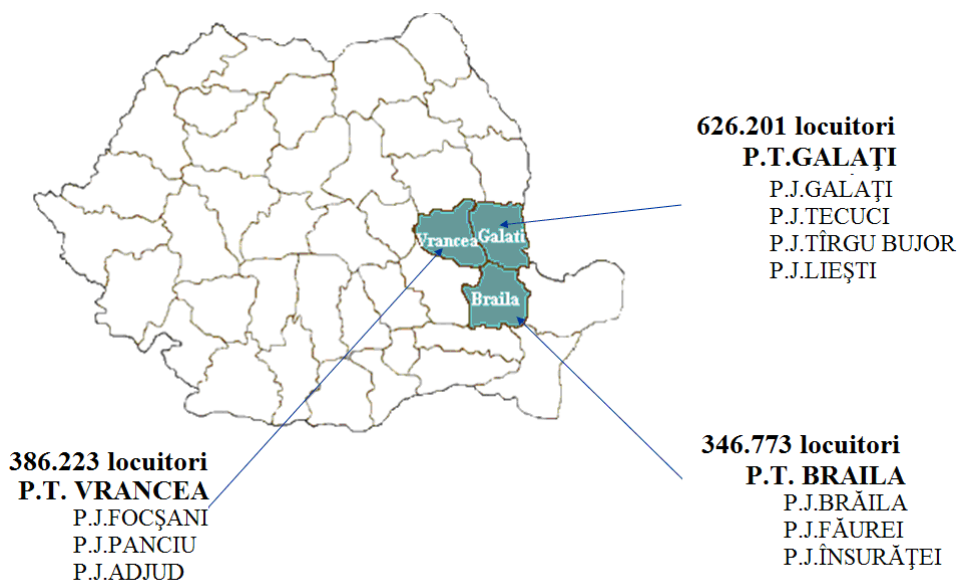 626.201 locuitori
P.T.GALAŢI
P.J.GALAŢI
P.J.TECUCI
P.J.TÎRGU BUJOR
P.J.LIEŞTI
Vrancea
Galati
Braila
386.223 locuitori
P.T. VRANCEA
P.J.FOCŞANI
P.J.PANCIU
P.J.ADJUD
346.773 locuitori
P.T. BRAILA
P.J.BRĂILA
P.J.FĂUREI
P.J.ÎNSURĂŢEI